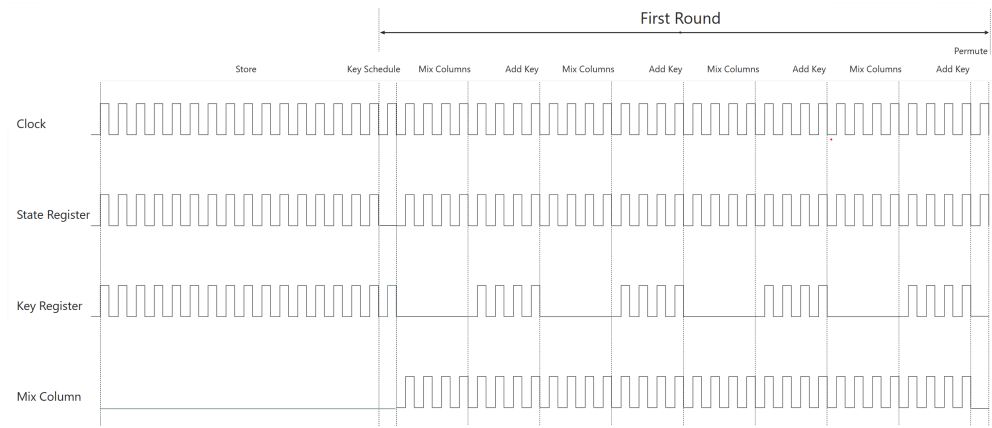 First Round
Permute
Store Key Schedule Mix Columns Add Key Mix Columns Add Key Mix Columns Add Key Mix Columns Add Key
Clock
State Register
Key Register
Mix Column